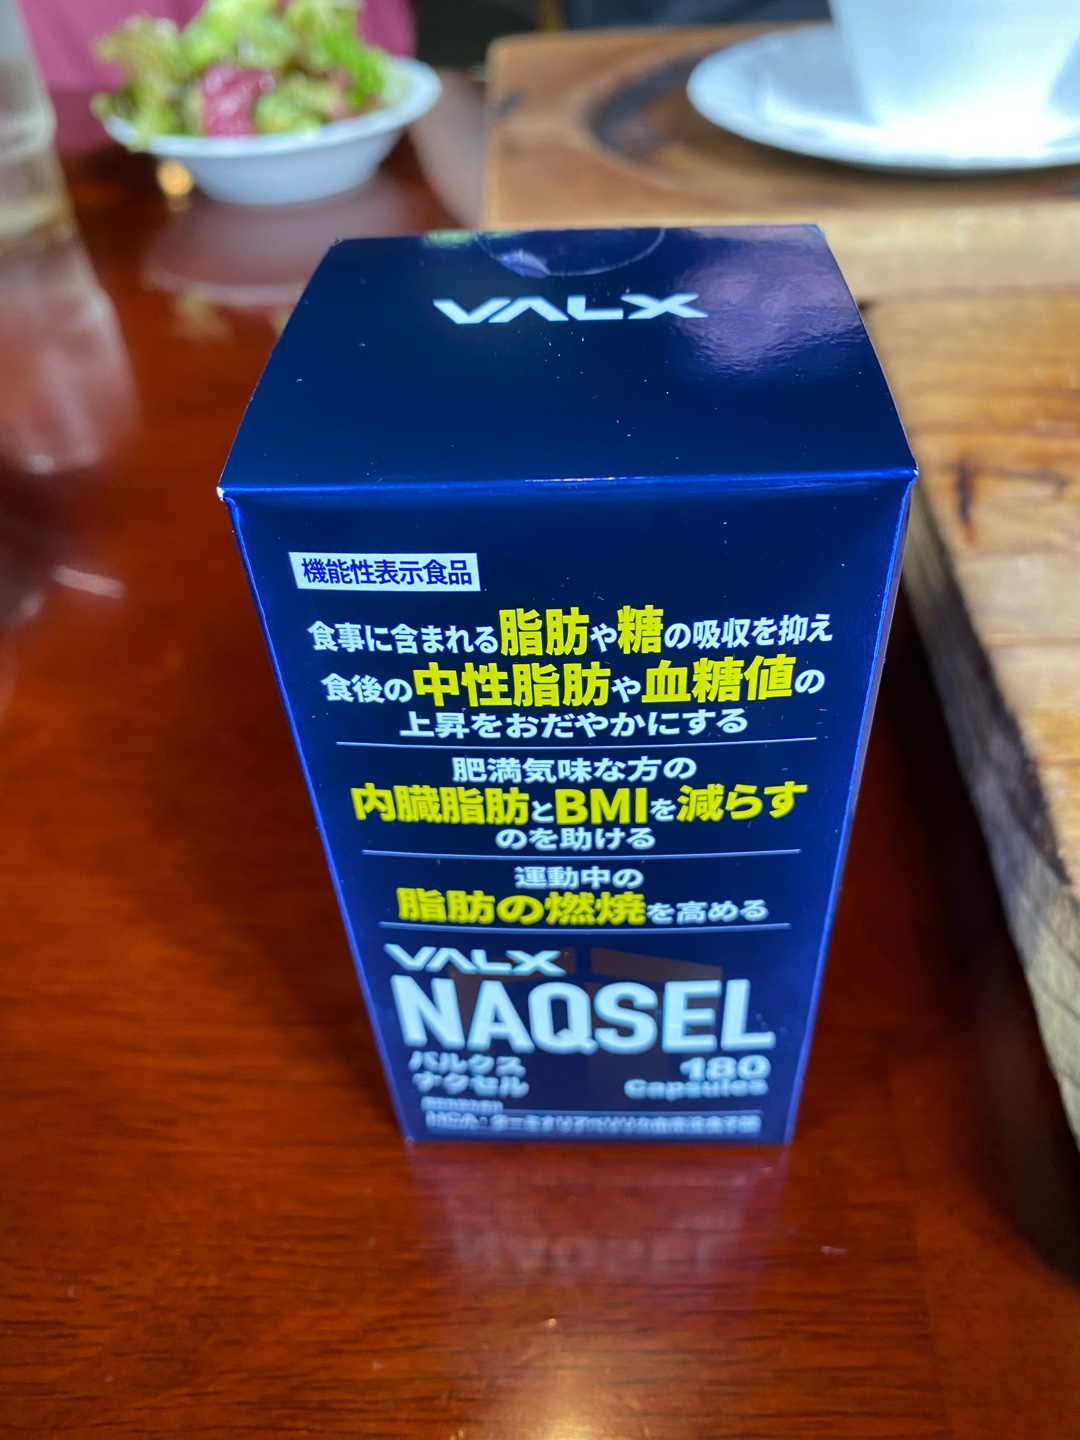 VALX
機能性表示食品
食事に含まれる脂肪や糖の吸収を抑え
食後の中性脂肪や血糖値の
上昇をおだやかにする
肥満気味な方の
内臓脂肪とBMIを減らす
のを助ける
運動中の
脂肪の燃焼を高める
VALX
NAQSEL
バルクス
ナクセル
180
Capsules